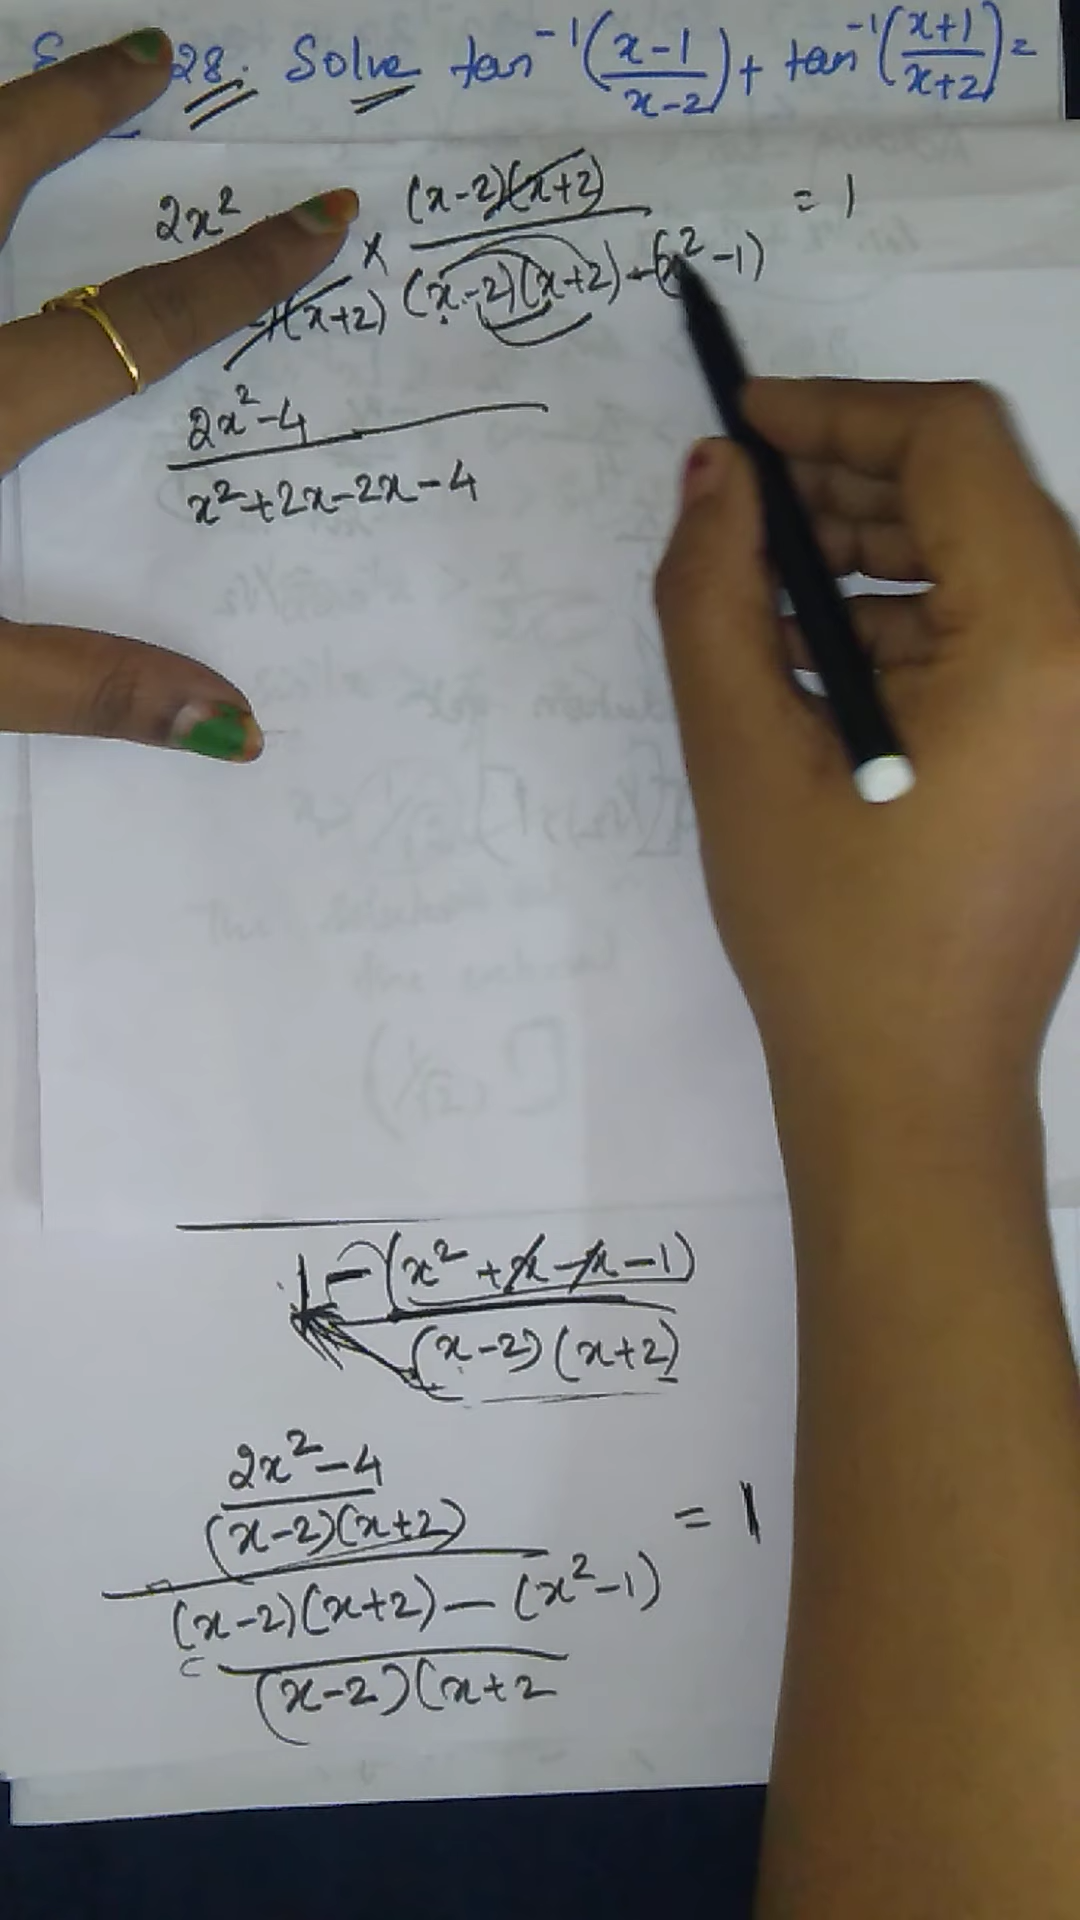 28. Solve tan⁻¹(x-1/x-2) + tan⁻¹(x+1/x+2) =
2x² × (x-2)(x+2) = 1
(x+2) (x-2)(x+2) - (x²-1)
2x²-4
x²+2x-2x-4
1 - (x²+x-x-1)
(x-2)(x+2)
2x²-4
(x-2)(x+2) = 1
(x-2)(x+2) - (x²-1)
(x-2)(x+2